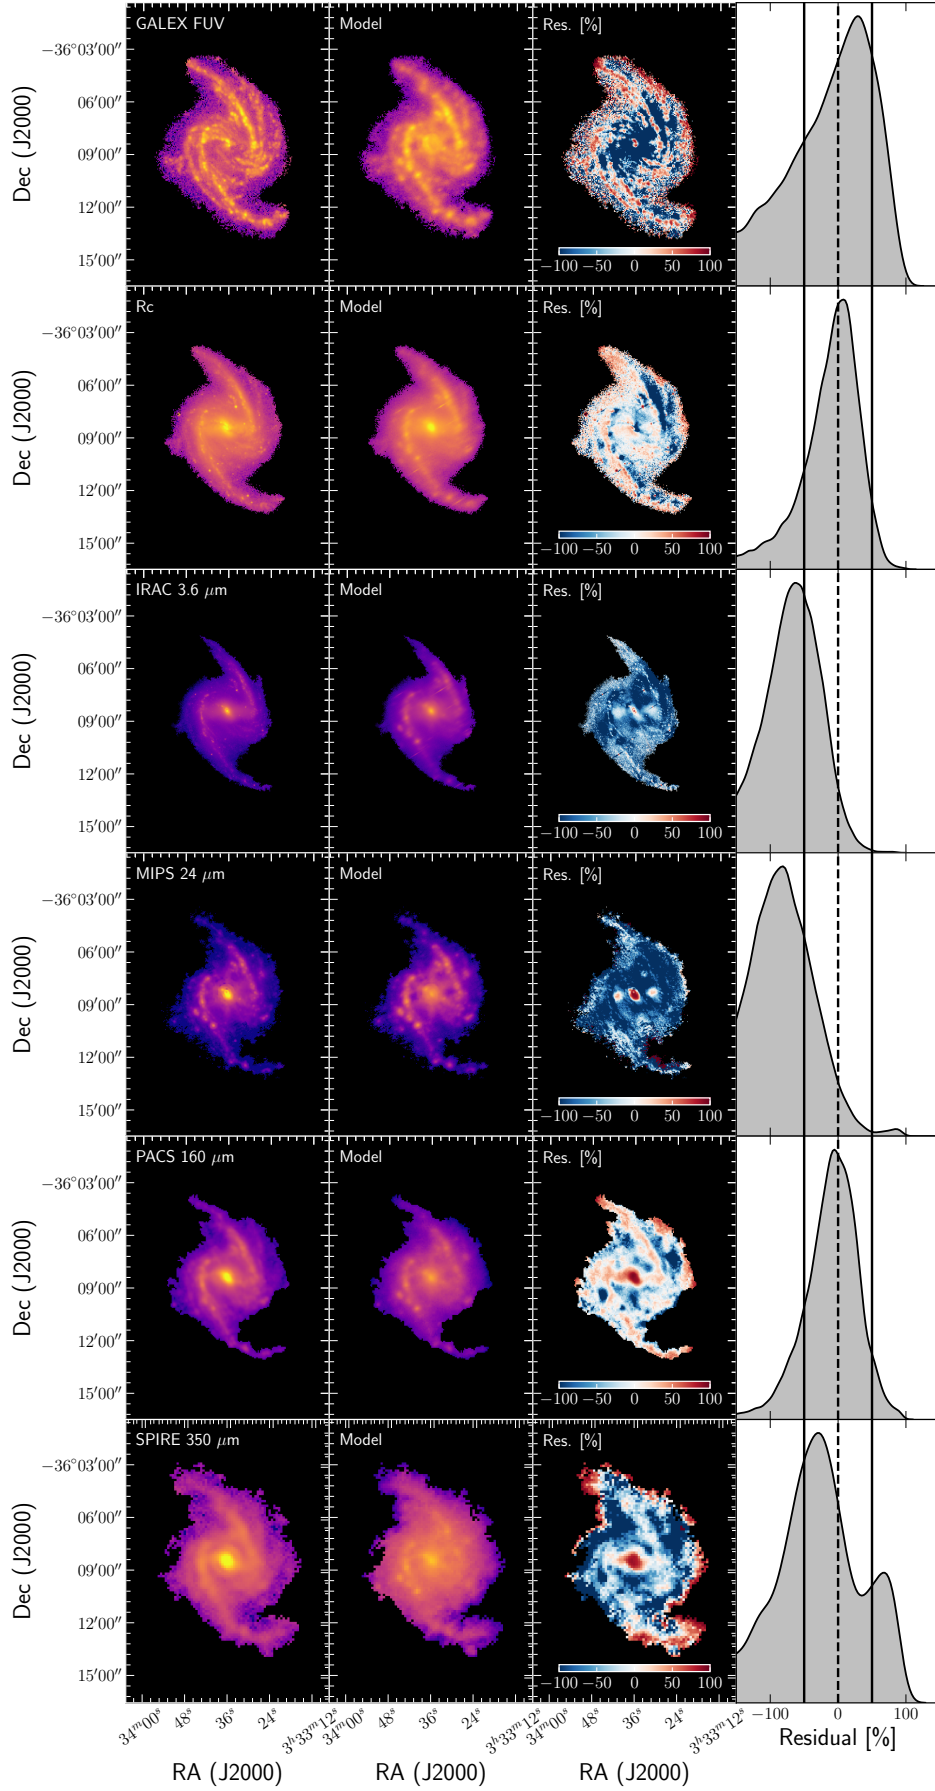 GALEX FUV Model Res. [%]
−36°03′00″
06′00″
09′00″
12′00″
15′00″
Dec (J2000)
−100 −50 0 50 100
Rc Model Res. [%]
−36°03′00″
06′00″
09′00″
12′00″
15′00″
Dec (J2000)
−100 −50 0 50 100
IRAC 3.6 μm Model Res. [%]
−36°03′00″
06′00″
09′00″
12′00″
15′00″
Dec (J2000)
−100 −50 0 50 100
MIPS 24 μm Model Res. [%]
−36°03′00″
06′00″
09′00″
12′00″
15′00″
Dec (J2000)
−100 −50 0 50 100
PACS 160 μm Model Res. [%]
−36°03′00″
06′00″
09′00″
12′00″
15′00″
Dec (J2000)
−100 −50 0 50 100
SPIRE 350 μm Model Res. [%]
−36°03′00″
06′00″
09′00″
12′00″
15′00″
Dec (J2000)
−100 −50 0 50 100
34ᵐ00ˢ 48ˢ 36ˢ 24ˢ 3ʰ33ᵐ12ˢ 34ᵐ00ˢ 48ˢ 36ˢ 24ˢ 3ʰ33ᵐ12ˢ 34ᵐ00ˢ 48ˢ 36ˢ 24ˢ 3ʰ33ᵐ12ˢ −100 0 100
RA (J2000) RA (J2000) RA (J2000) Residual [%]